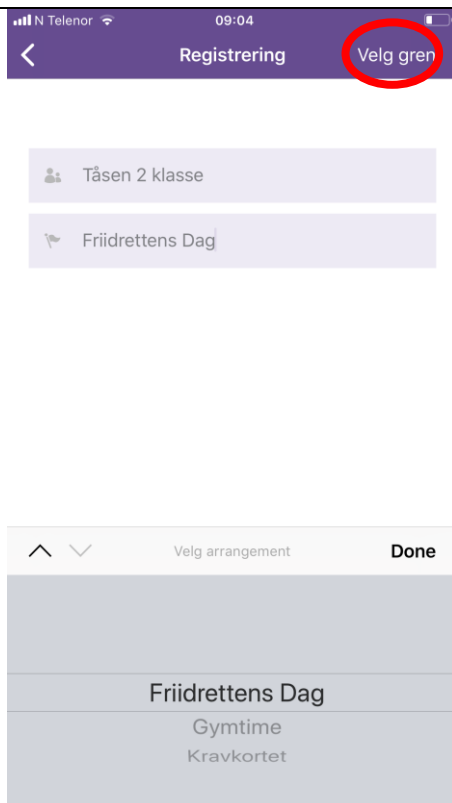 N Telenor 09:04
Registrering Velg gren
Tåsen 2 klasse
Friidrettens Dag
Velg arrangement Done
Friidrettens Dag
Gymtime
Kravkortet